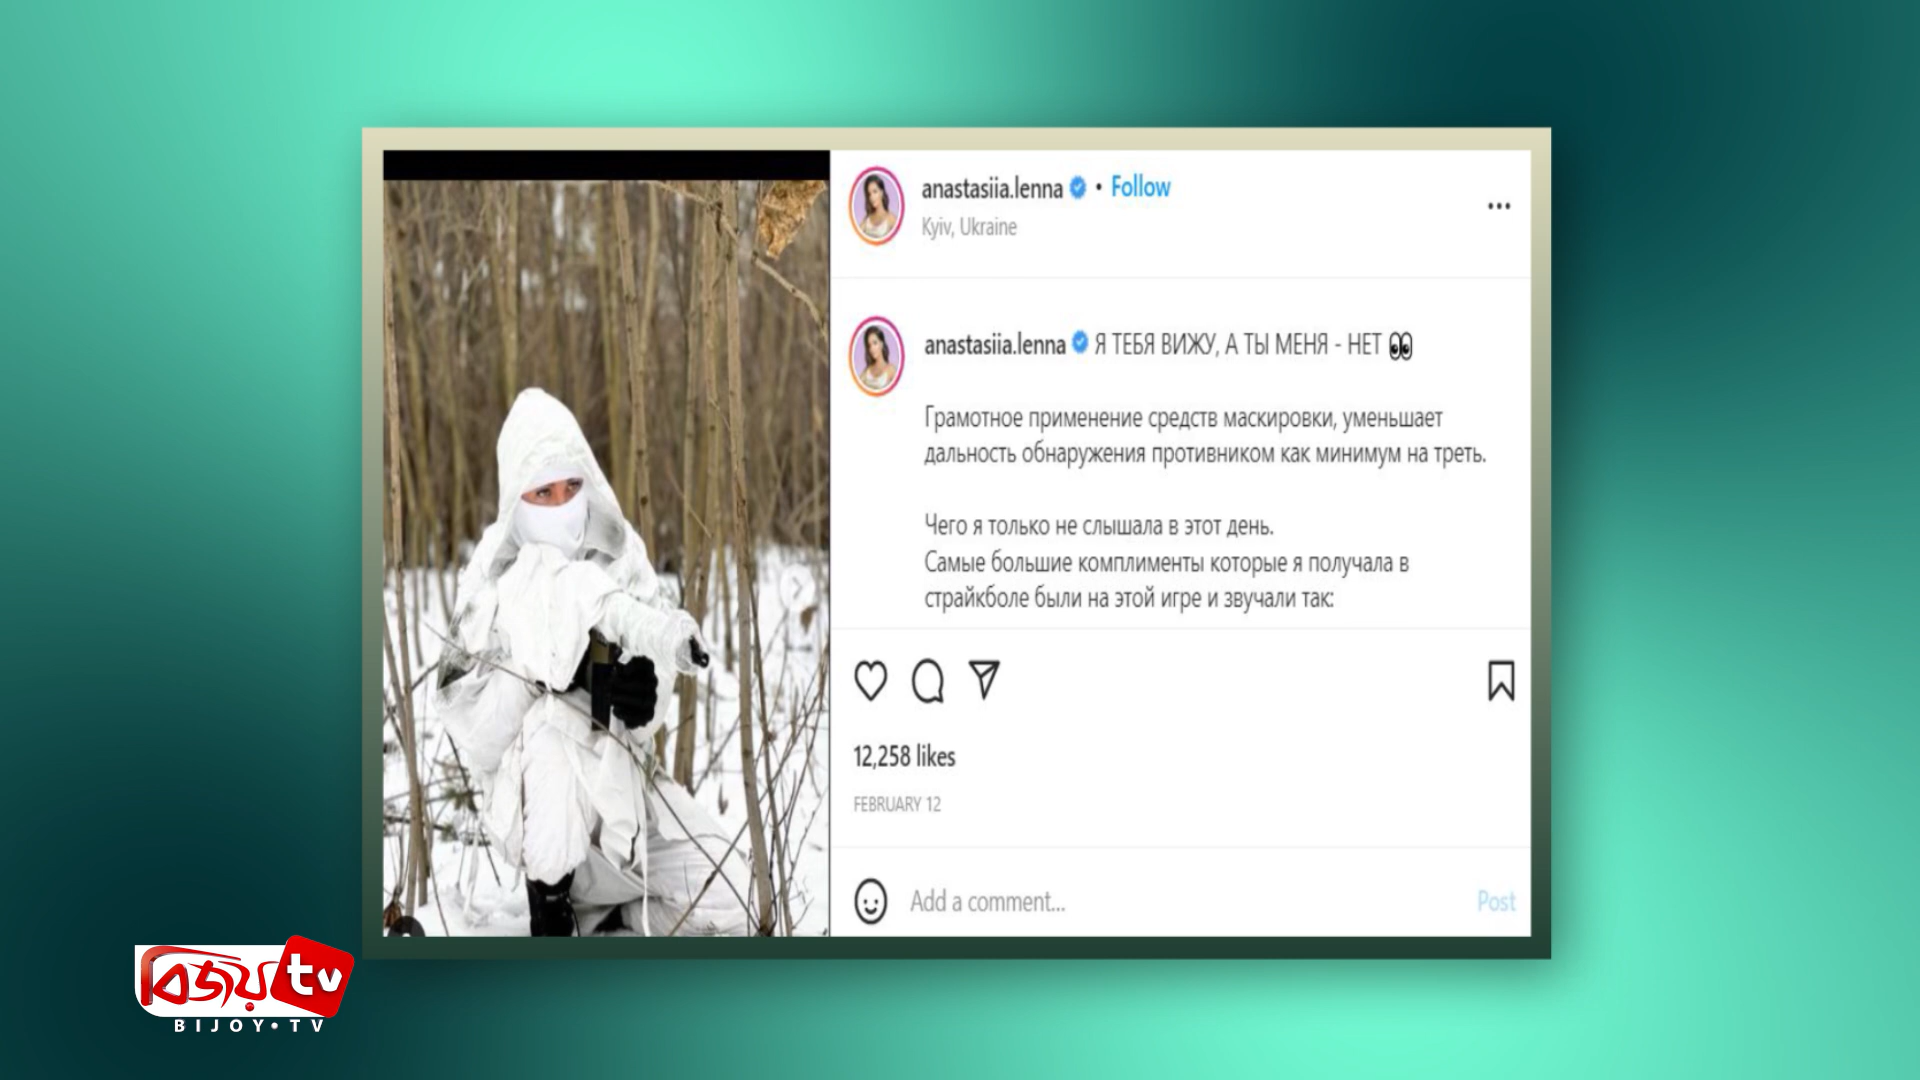 anastasiia.lenna • Follow
Kyiv, Ukraine
anastasiia.lenna Я ТЕБЯ ВИЖУ, А ТЫ МЕНЯ - НЕТ 👀
Грамотное применение средств маскировки, уменьшает
дальность обнаружения противником как минимум на треть.
Чего я только не слышала в этот день.
Самые большие комплименты которые я получала в
страйкболе были на этой игре и звучали так:
12,258 likes
FEBRUARY 12
Add a comment...
Post
বিজয় tv
BIJOY•TV